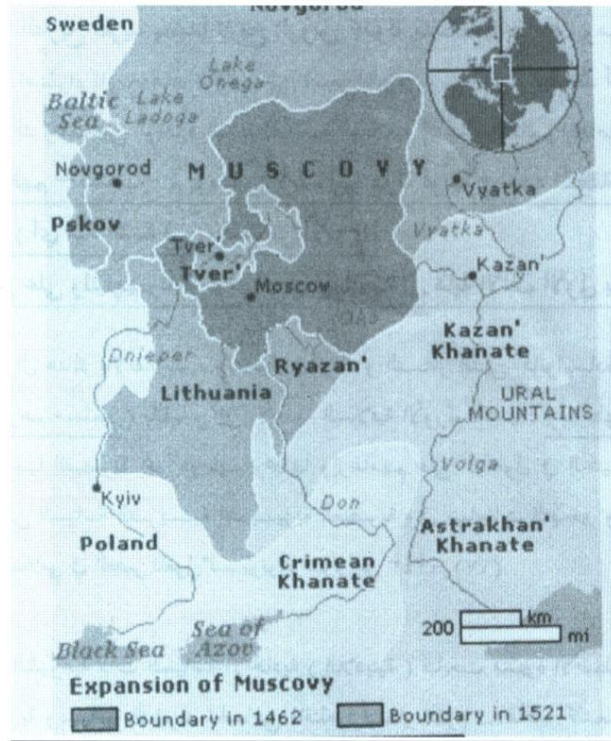 Novgorod
Sweden
Lake
Onega
Baltic
Sea
Lake
Ladoga
Novgorod
M U S C O V Y
Vyatka
Pskov
Vyatka
Tver'
Tver'
Kazan'
Moscow
Oka
Kazan'
Khanate
Dnieper
Ryazan'
Lithuania
URAL
MOUNTAINS
Volga
Kyiv
Don
Poland
Astrakhan'
Khanate
Crimean
Khanate
200
km
mi
Black Sea
Sea of
Azov
Expansion of Muscovy
Boundary in 1462 Boundary in 1521